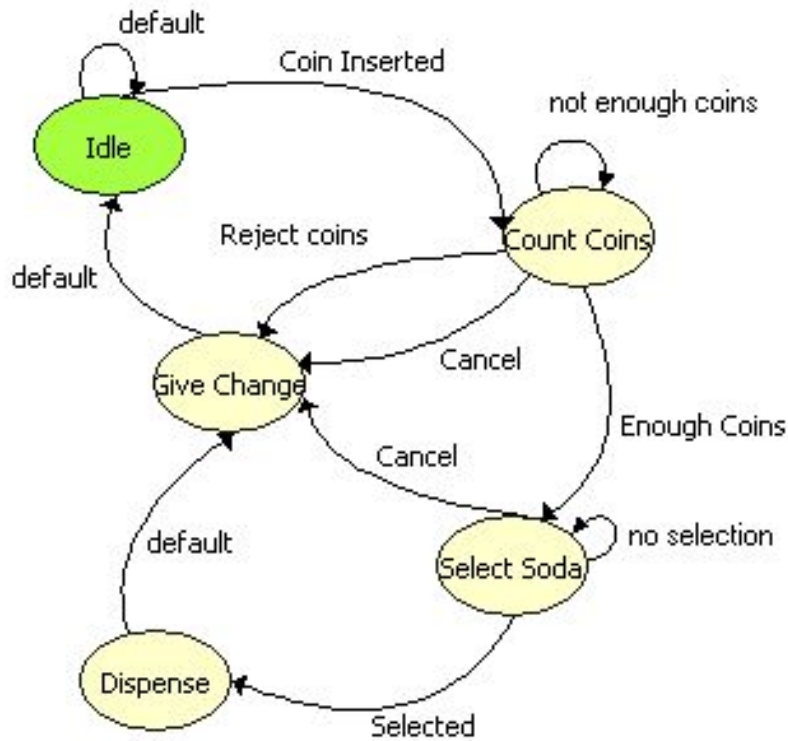 default
Coin Inserted
not enough coins
Idle
Reject coins
Count Coins
default
Cancel
Give Change
Enough Coins
Cancel
default
no selection
Select Soda
Dispense
Selected